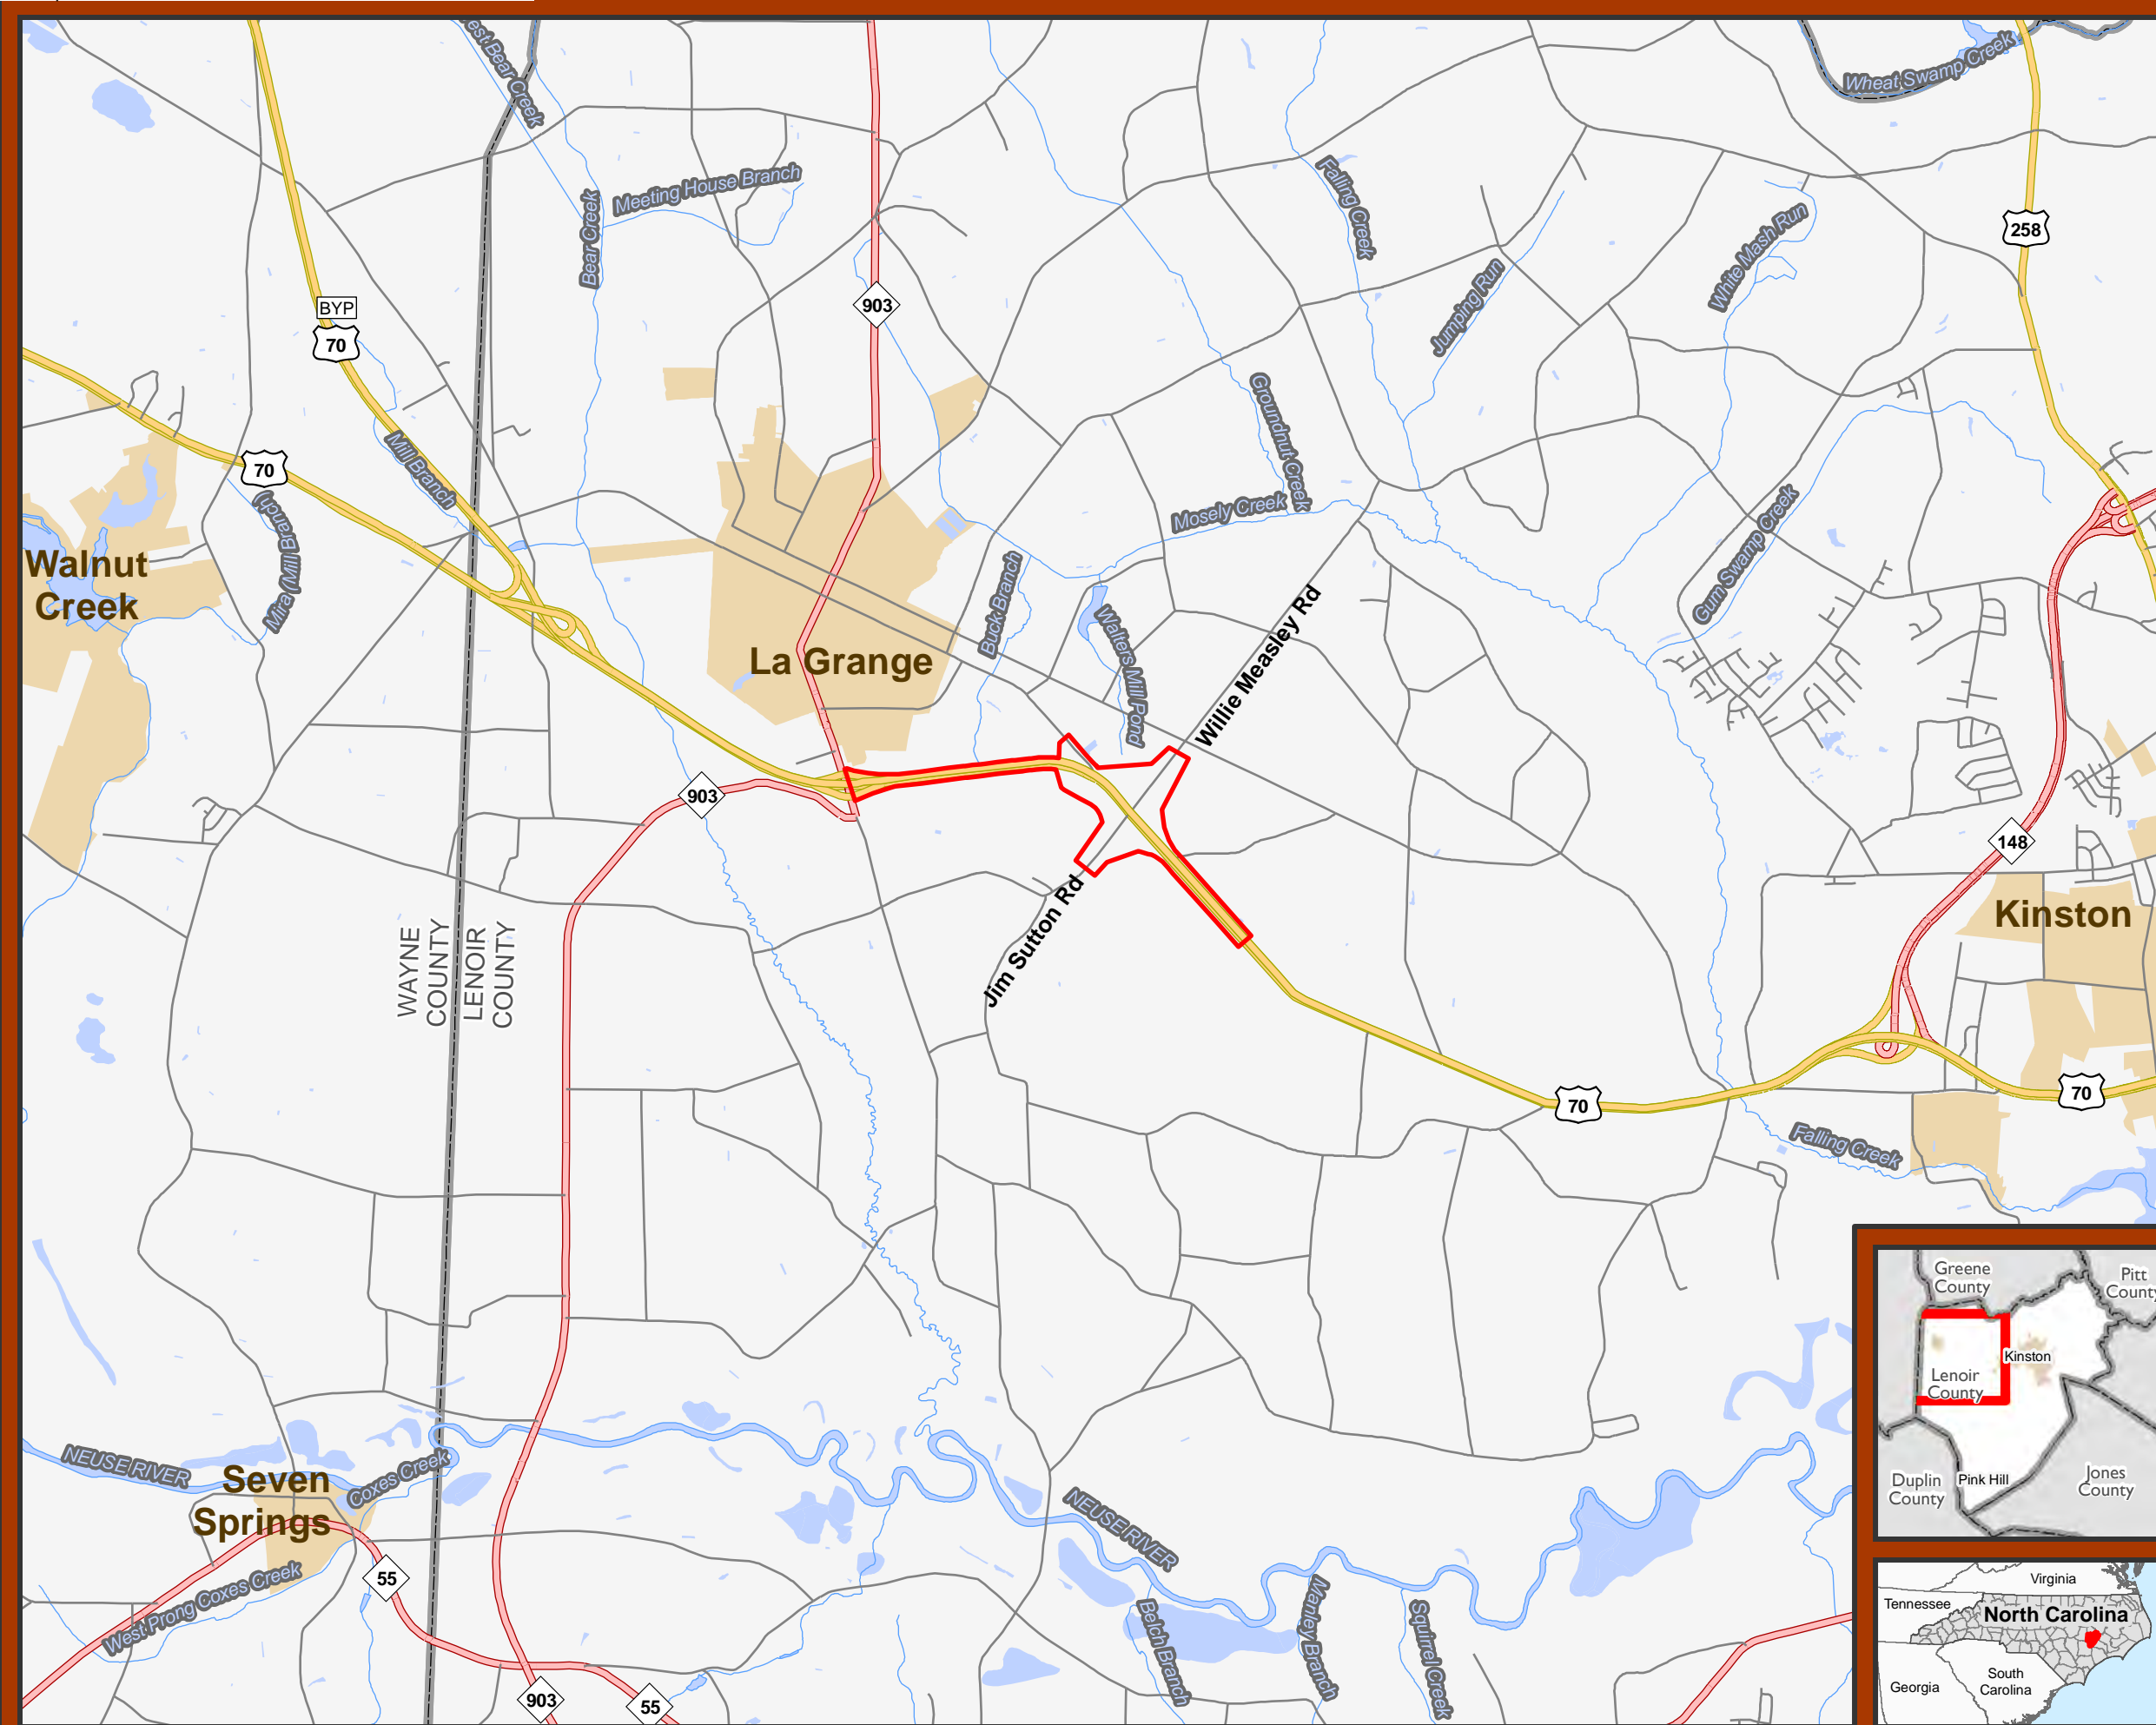 West Bear Creek
Wheat Swamp Creek
Meeting House Branch
Bear Creek
Falling Creek
White Mash Run
Jumping Run
258
903
BYP
70
70
Mill Branch
Mira (Mill Branch)
Groundnut Creek
Mosely Creek
Gum Swamp Creek
Walnut
Creek
Buck Branch
Walters Mill Pond
Willie Measley Rd
La Grange
903
148
Kinston
Jim Sutton Rd
WAYNE
COUNTY
LENOIR
COUNTY
70
70
Falling Creek
NEUSE RIVER
Seven
Springs
Coxes Creek
NEUSE RIVER
55
West Prong Coxes Creek
Belch Branch
Manley Branch
Squirrel Creek
903
55
Greene
County
Pitt
County
Kinston
Lenoir
County
Duplin
County
Pink Hill
Jones
County
Virginia
Tennessee
North Carolina
South
Carolina
Georgia